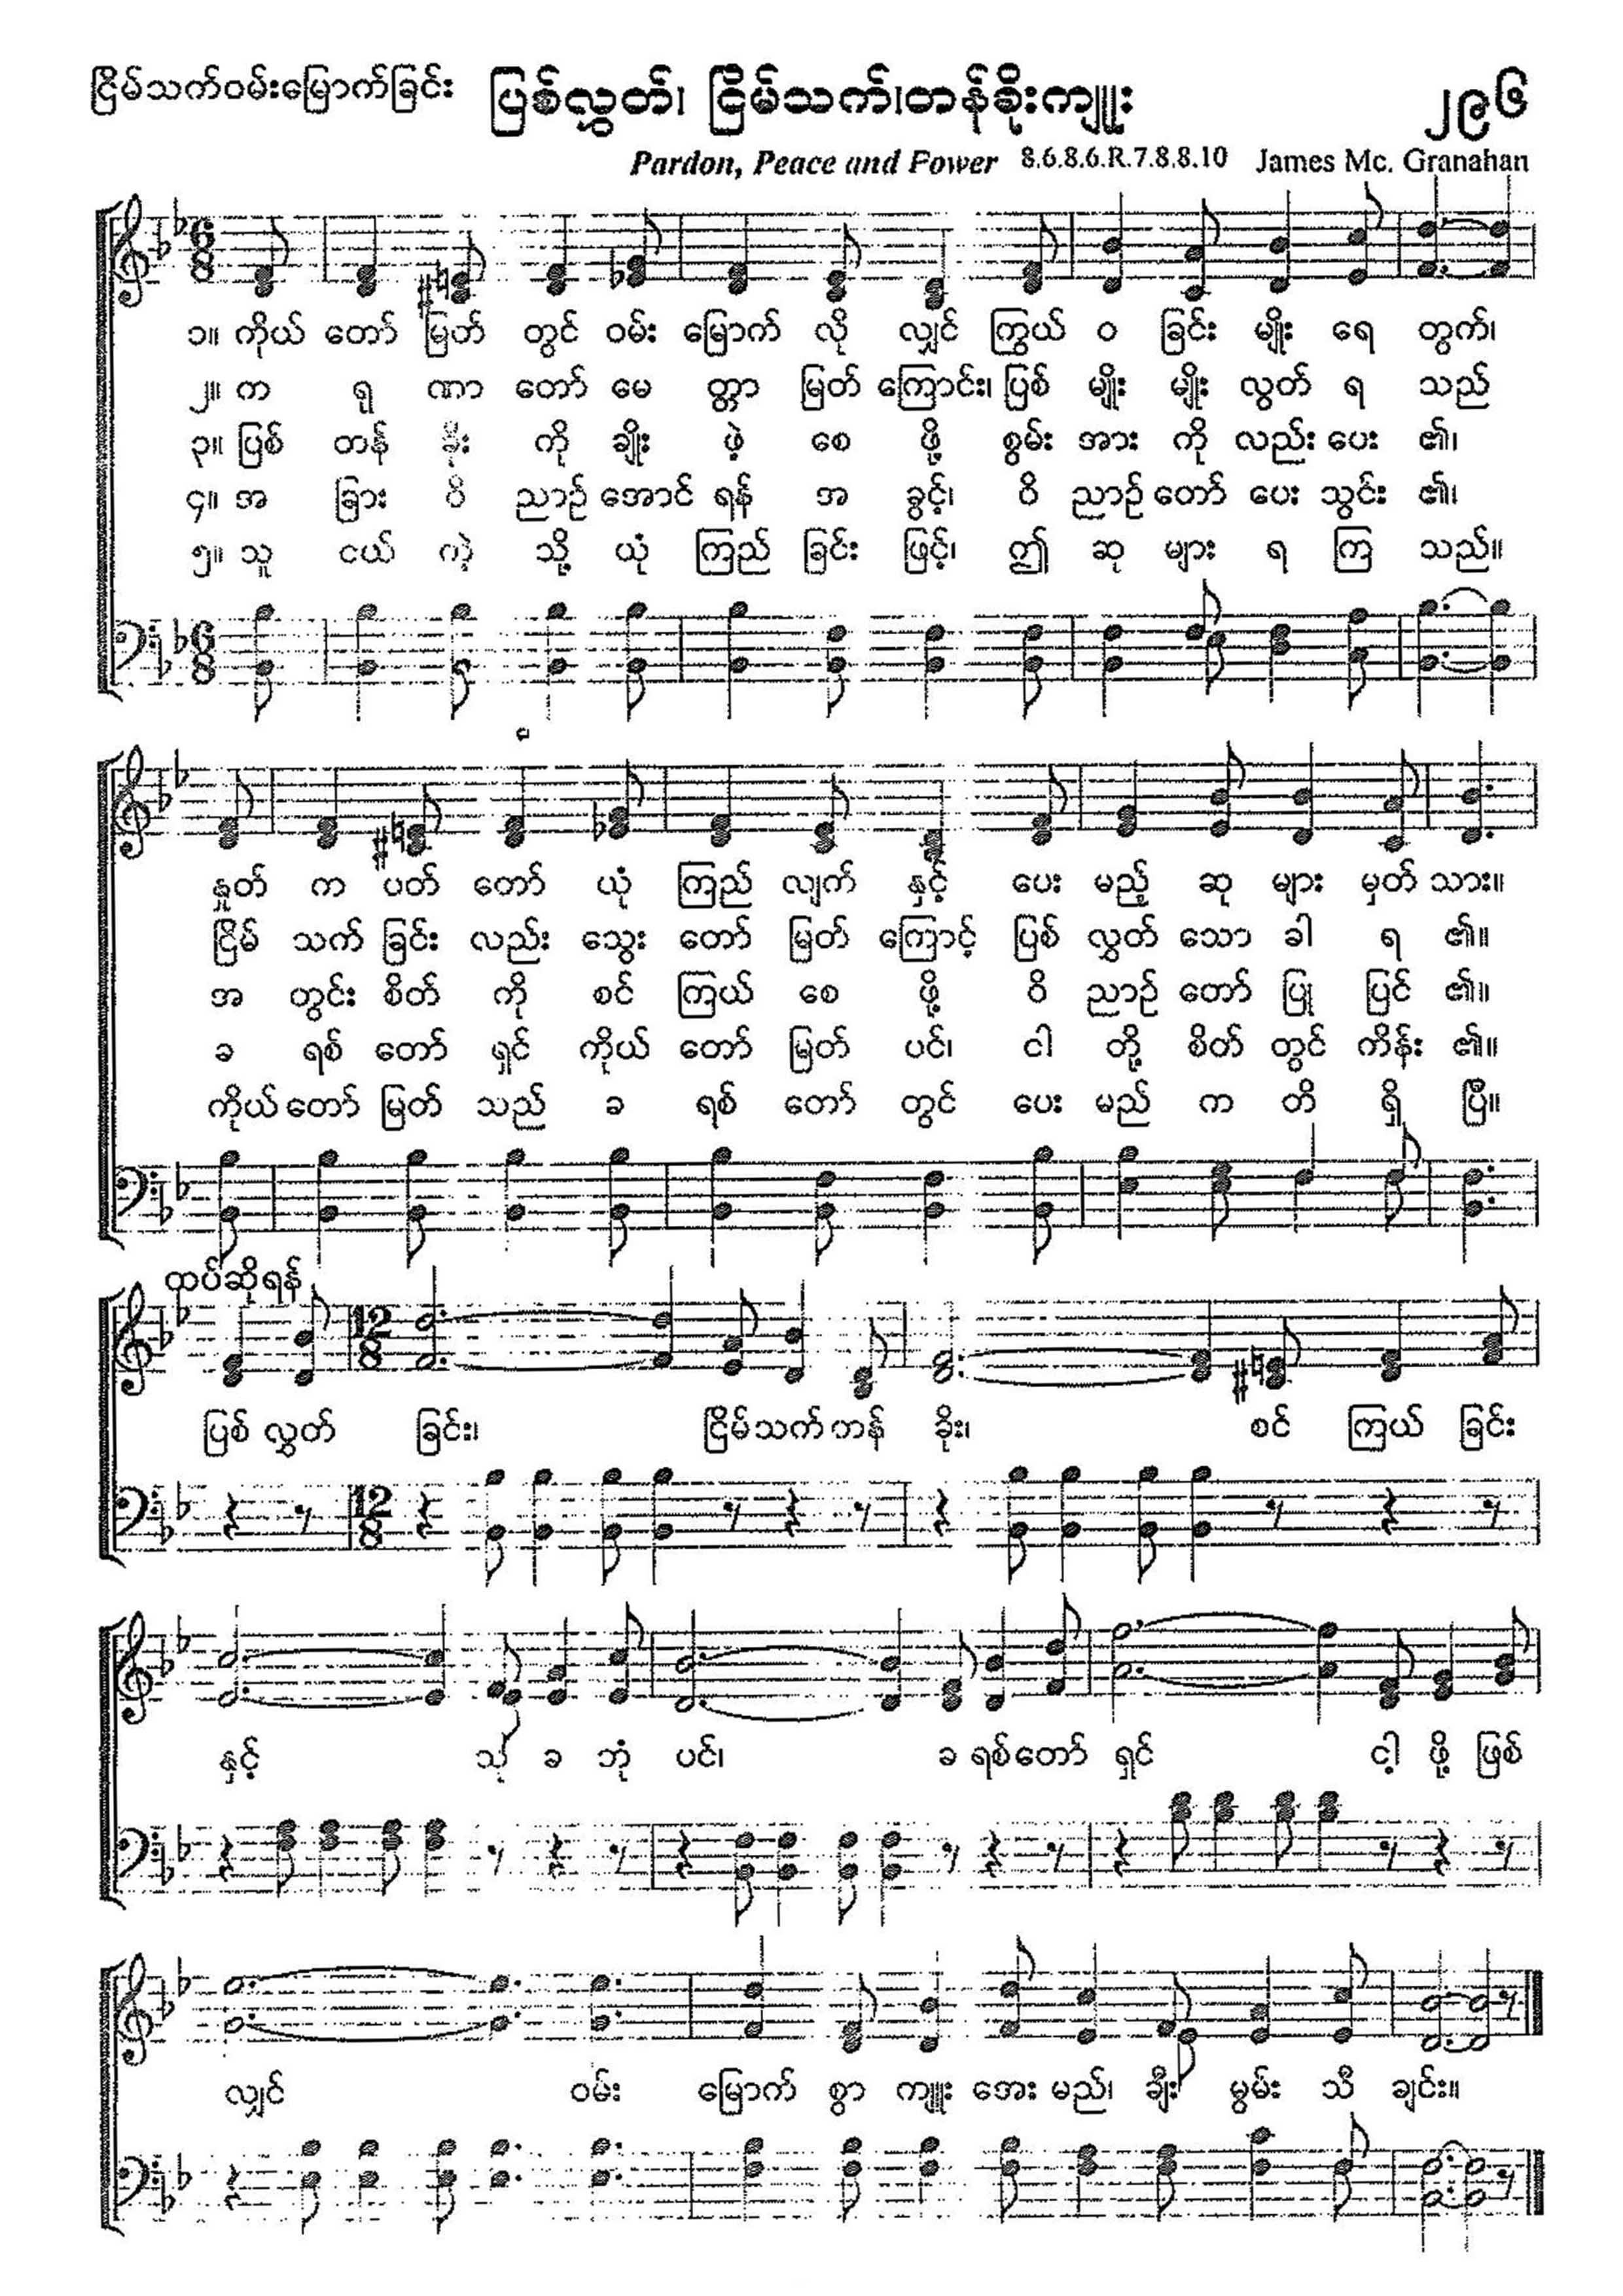 ငြိမ်သက်ဝမ်းမြောက်ခြင်း ပြစ်လွှတ်၊ ငြိမ်သက်၊တန်ခိုးကျူး ၂၉၆
Pardon, Peace and Fower 8.6.8.6.R.7.8.8.10 James Mc. Granahan
၁။ ကိုယ် တော် မြတ် တွင် ဝမ်း မြောက် လို လျှင် ကြွယ် ဝ ခြင်း မျိုး ရေ တွက်၊
၂။ က ရု ဏာ တော် မေ တ္တာ မြတ် ကြောင်း၊ ပြစ် မျိုး မျိုး လွတ် ရ သည်
၃။ ပြစ် တန် ခိုး ကို ချိုး ဖဲ့ စေ ဖို့ စွမ်း အား ကို လည်း ပေး ၏၊
၄။ အ ခြား ဝိ ညာဉ် အောင် ရန် အ ခွင့်၊ ဝိ ညာဉ် တော် ပေး သွင်း ၏၊
၅။ သူ ငယ် ကဲ့ သို့ ယုံ ကြည် ခြင်း ဖြင့်၊ ဤ ဆု များ ရ ကြ သည်။
နှုတ် က ပတ် တော် ယုံ ကြည် လျက် နှင့် ပေး မည့် ဆု များ မှတ် သား။
ငြိမ် သက် ခြင်း လည်း သွေး တော် မြတ် ကြောင့် ပြစ် လွှတ် သော ခါ ရ ၏။
အ တွင်း စိတ် ကို စင် ကြယ် စေ ဖို့ ဝိ ညာဉ် တော် ပြု ပြင် ၏။
ခ ရစ် တော် ရှင် ကိုယ် တော် မြတ် ပင်၊ ငါ တို့ စိတ် တွင် ကိန်း ၏။
ကိုယ် တော် မြတ် သည် ခ ရစ် တော် တွင် ပေး မည် က တိ ရှိ ပြီ။
ထပ်ဆိုရန်
ပြစ် လွှတ် ခြင်း၊ ငြိမ် သက် တန် ခိုး၊ စင် ကြယ် ခြင်း
နှင့် သု ခ ဘုံ ပင်၊ ခ ရစ် တော် ရှင် ငါ့ ဖို့ ဖြစ်
လျှင် ဝမ်း မြောက် စွာ ကျူး အေး မည်၊ ချီး မွမ်း သီ ချင်း။